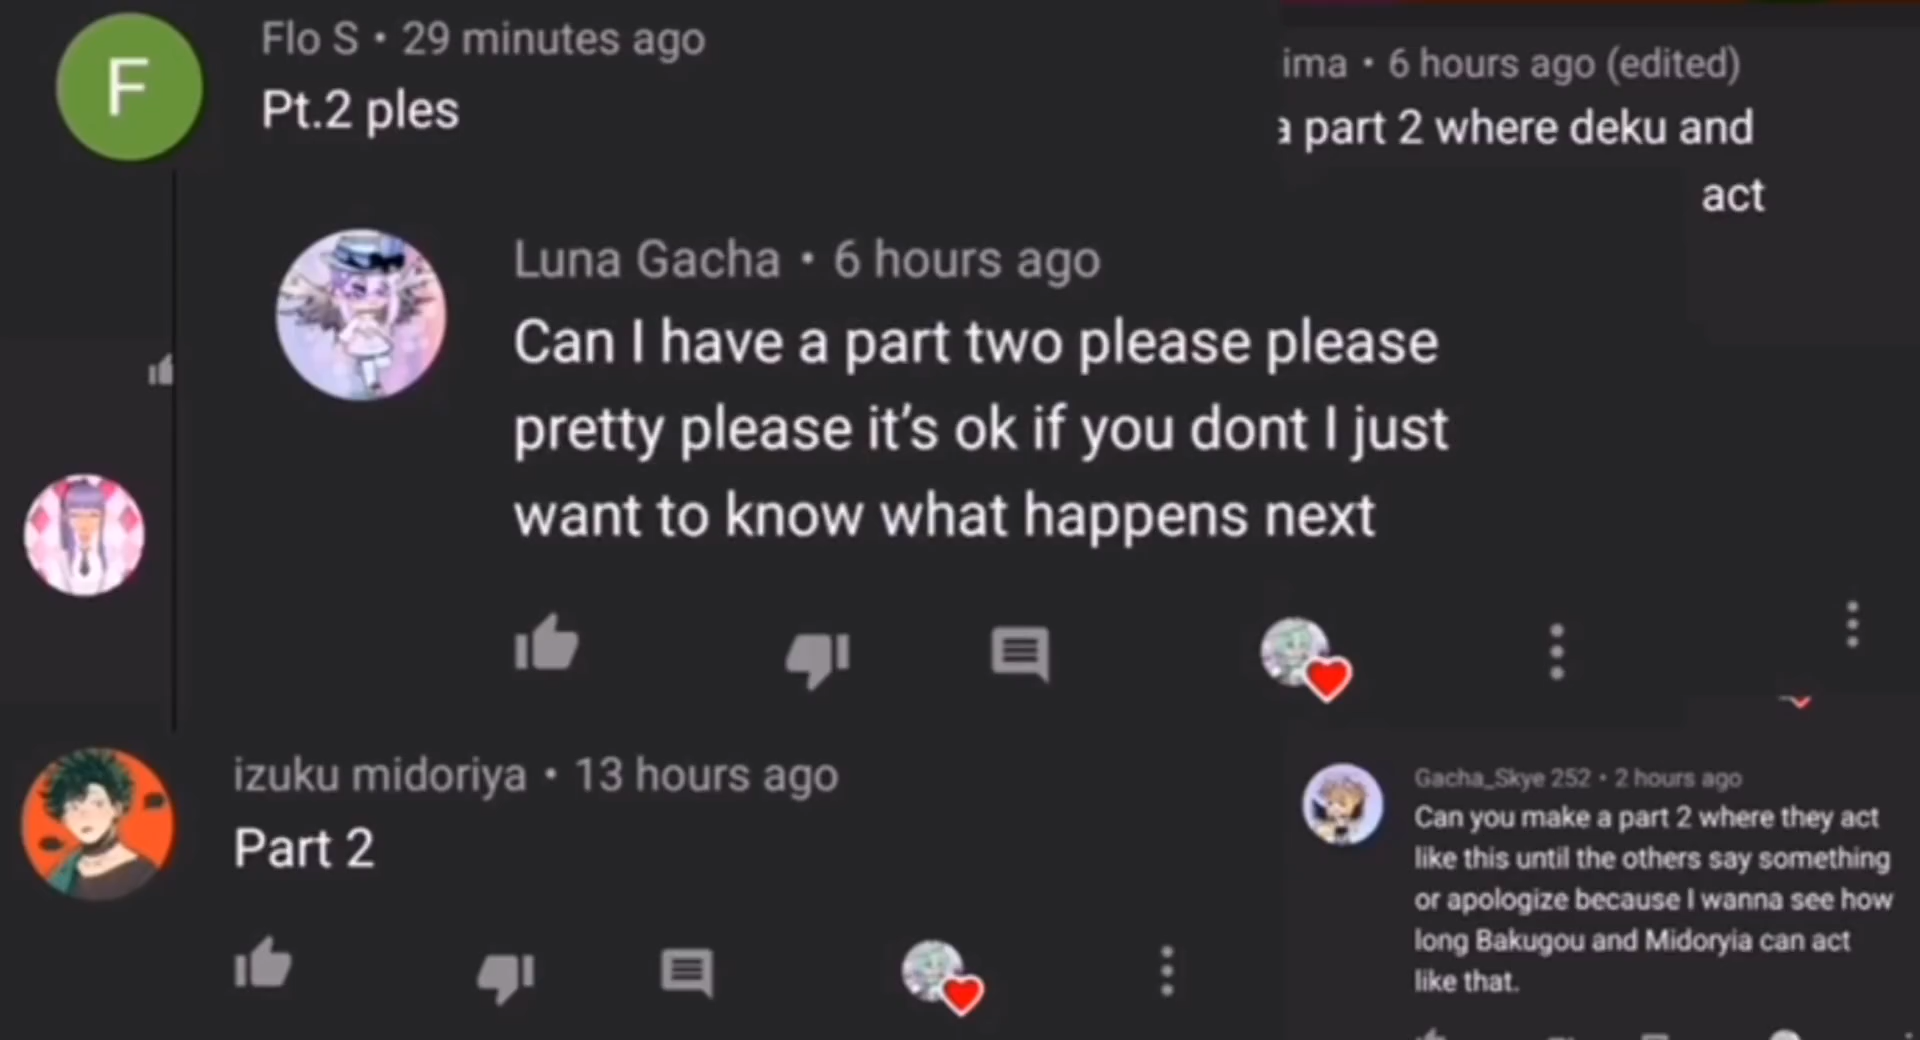 F
Flo S • 29 minutes ago
Pt.2 ples
ima • 6 hours ago (edited)
a part 2 where deku and
act
Luna Gacha • 6 hours ago
Can I have a part two please please
pretty please it’s ok if you dont I just
want to know what happens next
izuku midoriya • 13 hours ago
Part 2
Gacha_Skye 252 • 2 hours ago
Can you make a part 2 where they act
like this until the others say something
or apologize because I wanna see how
long Bakugou and Midoryia can act
like that.